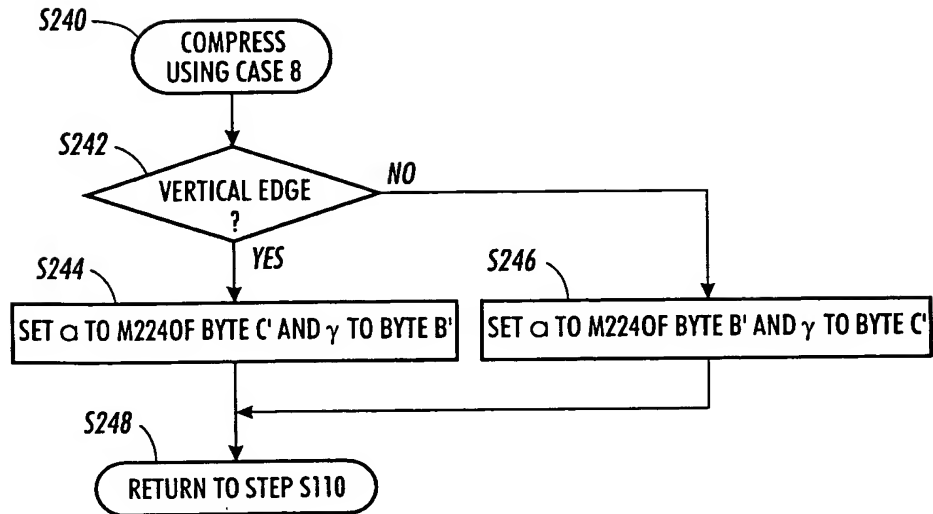 S240
COMPRESS
USING CASE 8
S242
VERTICAL EDGE
?
NO
YES
S244
S246
SET α TO M224OF BYTE C' AND γ TO BYTE B'
SET α TO M224OF BYTE B' AND γ TO BYTE C'
S248
RETURN TO STEP S110